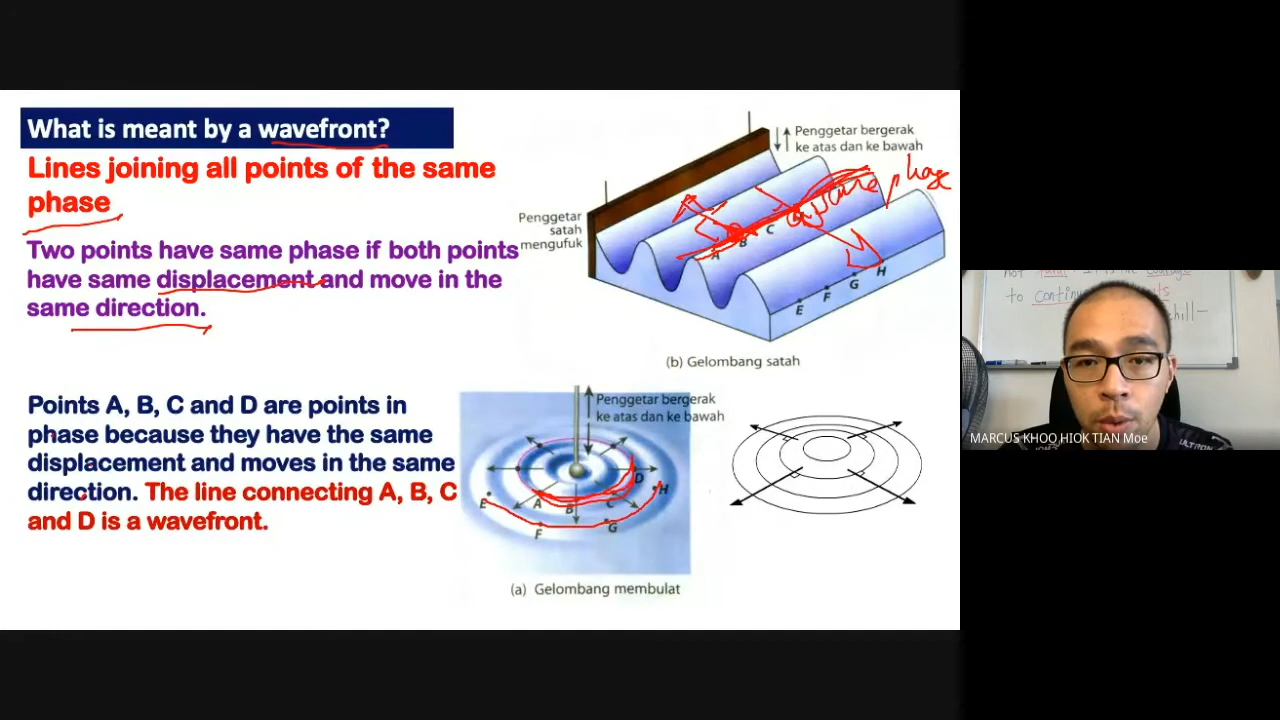 What is meant by a wavefront?
Lines joining all points of the same
phase
Two points have same phase if both points
have same displacement and move in the
same direction.
Points A, B, C and D are points in
phase because they have the same
displacement and moves in the same
direction. The line connecting A, B, C
and D is a wavefront.
Penggetar bergerak
ke atas dan ke bawah
Penggetar
satah
mengufuk
same phase
A
B
C
E
F
G
H
(b) Gelombang satah
Penggetar bergerak
ke atas dan ke bawah
A
B
C
D
E
F
G
H
(a) Gelombang membulat
not
to
MARCUS KHOO HIOK TIAN Moe
ULTRON